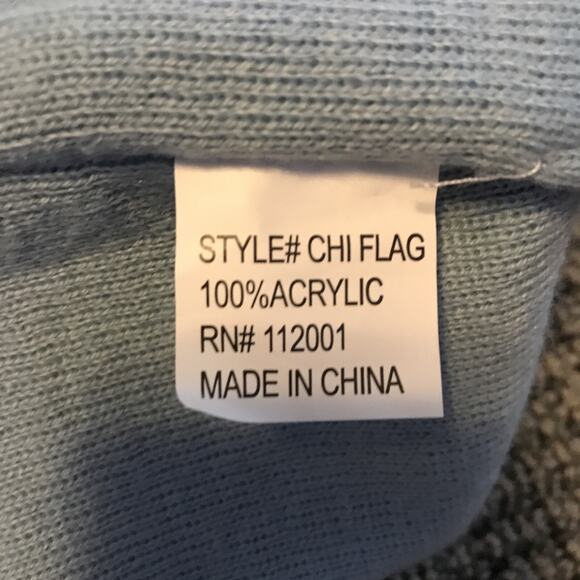 STYLE# CHI FLAG
100%ACRYLIC
RN# 112001
MADE IN CHINA